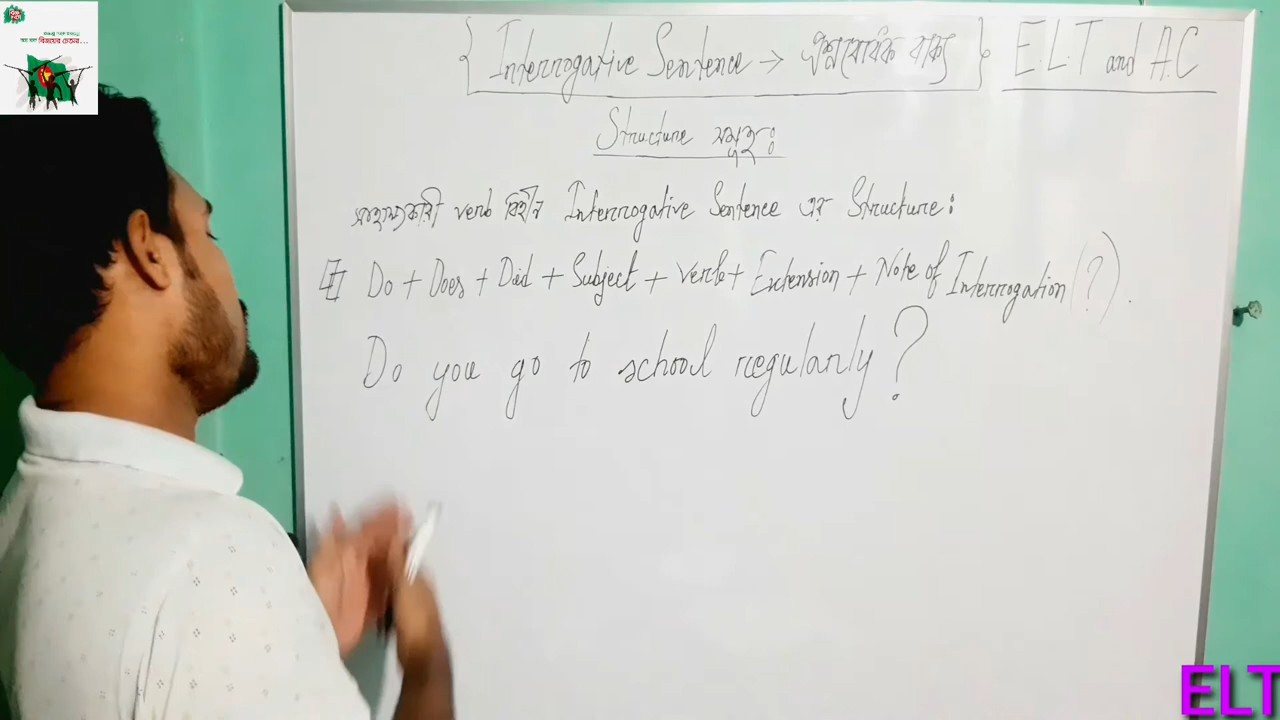 {Interrogative Sentence → প্রশ্নবোধক বাক্য} E.L.T and A.C
Structure সমূহঃ
সাহায্যকারী verb বিহীন Interrogative Sentence এর Structure:
Do + Does + Did + Subject + Verb + Extension + Note of Interrogation (?).
Do you go to school regularly?
ELT